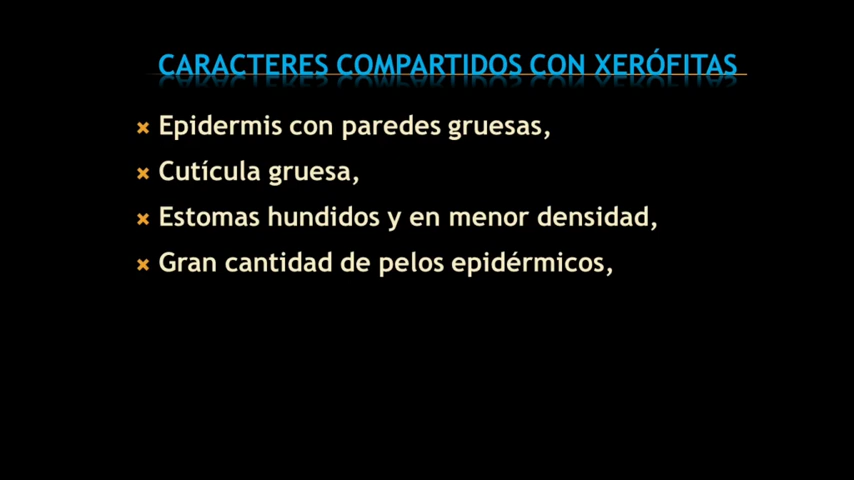 CARACTERES COMPARTIDOS CON XERÓFITAS
Epidermis con paredes gruesas,
Cutícula gruesa,
Estomas hundidos y en menor densidad,
Gran cantidad de pelos epidérmicos,